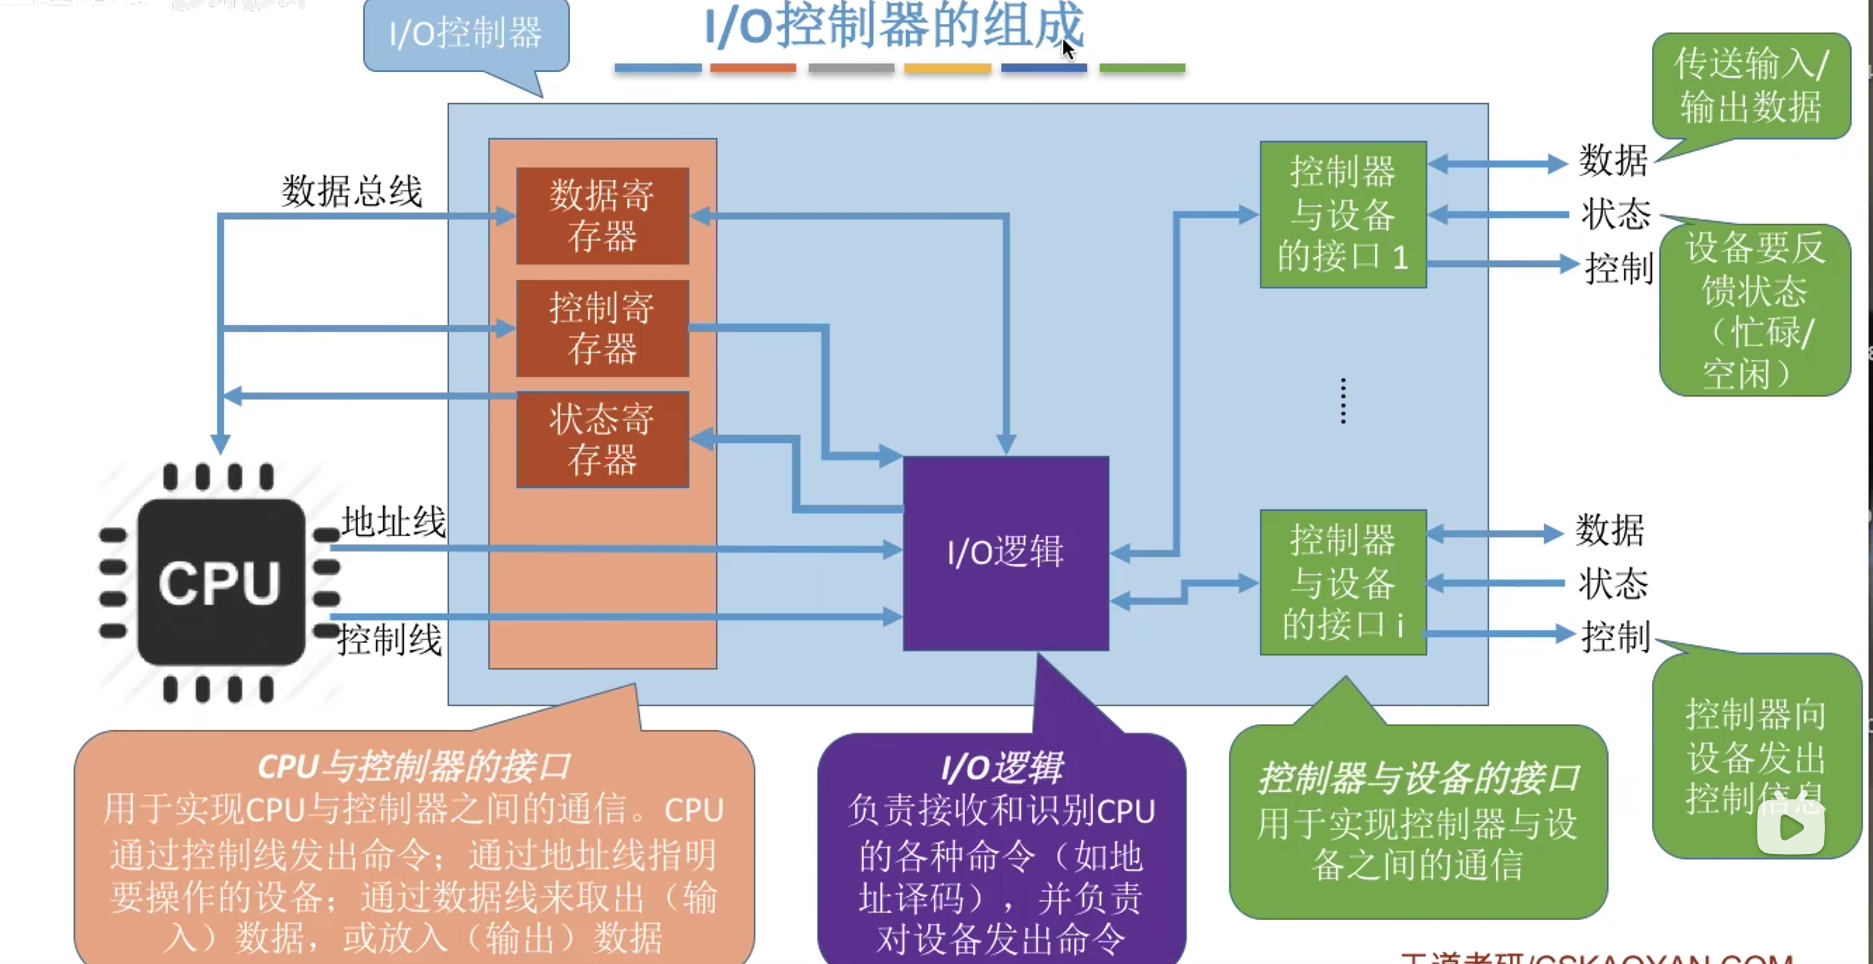 I/O控制器
I/O控制器的组成
传送输入/
输出数据
数据总线
数据寄
存器
控制寄
存器
状态寄
存器
控制器
与设备
的接口 1
数据
状态
控制
设备要反
馈状态
（忙碌/
空闲）
CPU
地址线
控制线
I/O逻辑
控制器
与设备
的接口 i
数据
状态
控制
控制器向
设备发出
控制信息
CPU与控制器的接口
用于实现CPU与控制器之间的通信。CPU
通过控制线发出命令；通过地址线指明
要操作的设备；通过数据线来取出（输
入）数据，或放入（输出）数据
I/O逻辑
负责接收和识别CPU
的各种命令（如地
址译码），并负责
对设备发出命令
控制器与设备的接口
用于实现控制器与设
备之间的通信
王道考研/CSKAOYAN.COM